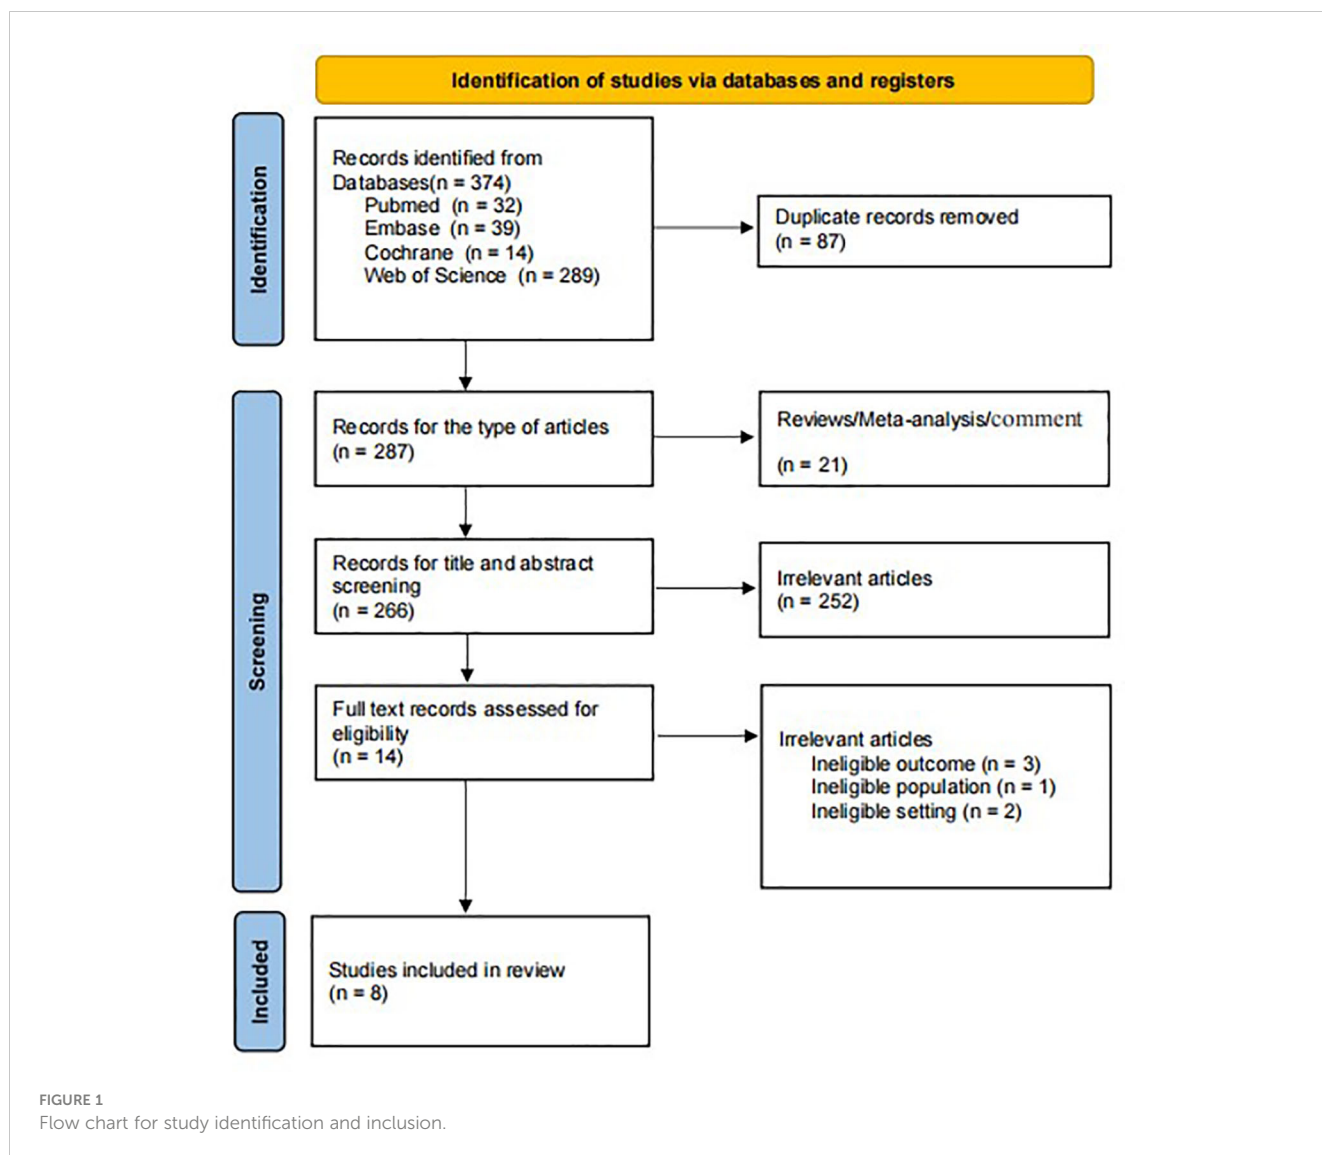 Identification of studies via databases and registers
Identification
Records identified from
Databases(n = 374)
Pubmed (n = 32)
Embase (n = 39)
Cochrane (n = 14)
Web of Science (n = 289)
Duplicate records removed
(n = 87)
Screening
Records for the type of articles
(n = 287)
Reviews/Meta-analysis/comment
(n = 21)
Records for title and abstract
screening
(n = 266)
Irrelevant articles
(n = 252)
Full text records assessed for
eligibility
(n = 14)
Irrelevant articles
Ineligible outcome (n = 3)
Ineligible population (n = 1)
Ineligible setting (n = 2)
Included
Studies included in review
(n = 8)
FIGURE 1
Flow chart for study identification and inclusion.